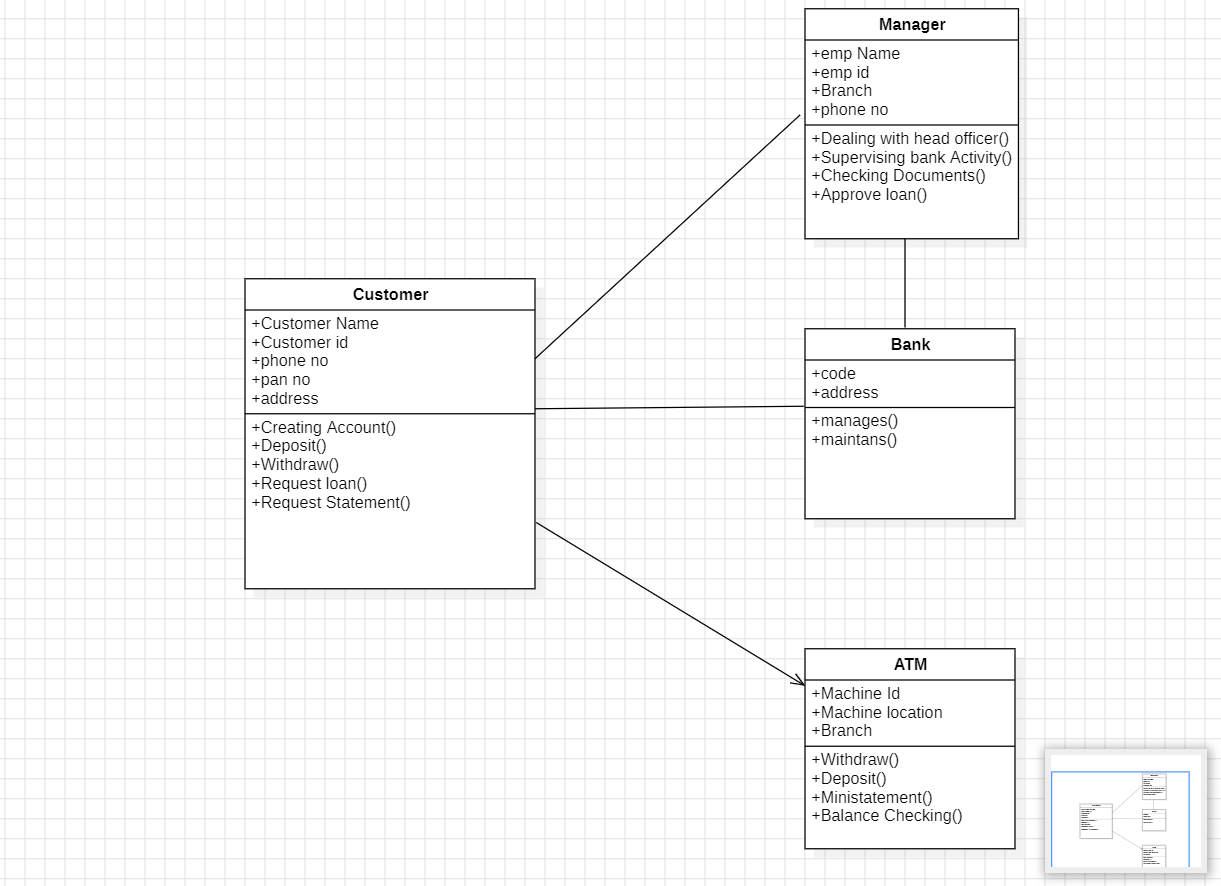 Manager
+emp Name
+emp id
+Branch
+phone no
+Dealing with head officer()
+Supervising bank Activity()
+Checking Documents()
+Approve loan()
Customer
+Customer Name
+Customer id
+phone no
+pan no
+address
+Creating Account()
+Deposit()
+Withdraw()
+Request loan()
+Request Statement()
Bank
+code
+address
+manages()
+maintans()
ATM
+Machine Id
+Machine location
+Branch
+Withdraw()
+Deposit()
+Ministatement()
+Balance Checking()